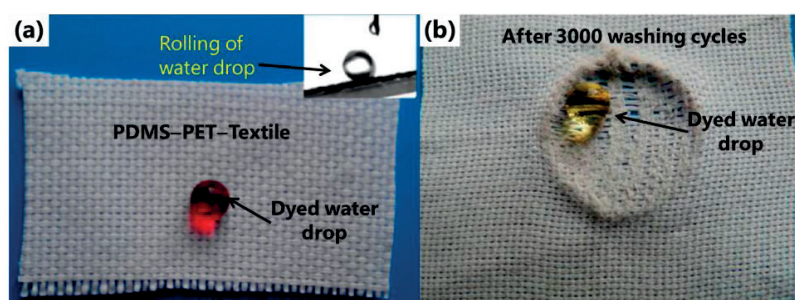 (a)
Rolling of
water drop
PDMS–PET–Textile
Dyed water
drop
(b)
After 3000 washing cycles
Dyed water
drop